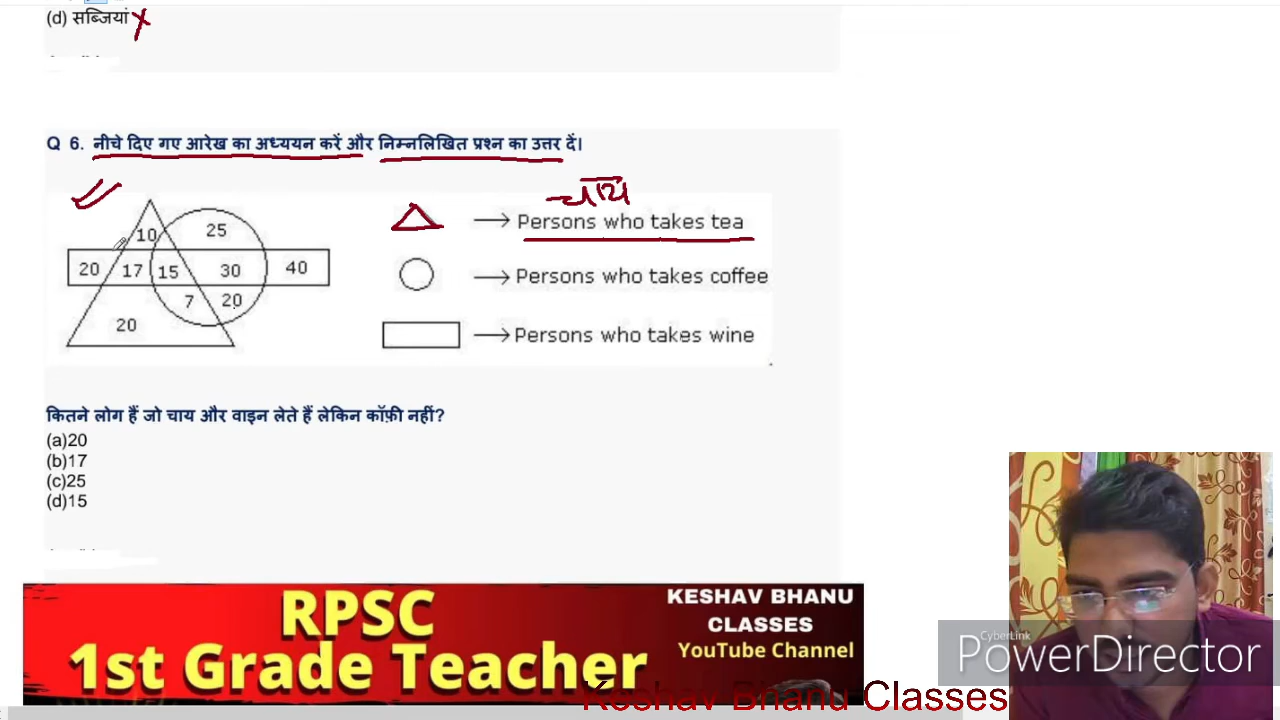 (d) सब्जियां
Q 6. नीचे दिए गए आरेख का अध्ययन करें और निम्नलिखित प्रश्न का उत्तर दें।
चाय
10 25
20 17 15 30 40
7 20
20
Persons who takes tea
Persons who takes coffee
Persons who takes wine
कितने लोग हैं जो चाय और वाइन लेते हैं लेकिन कॉफ़ी नहीं?
(a)20
(b)17
(c)25
(d)15
RPSC
1st Grade Teacher
KESHAV BHANU
CLASSES
YouTube Channel
CyberLink
PowerDirector
Keshav Bhanu Classes